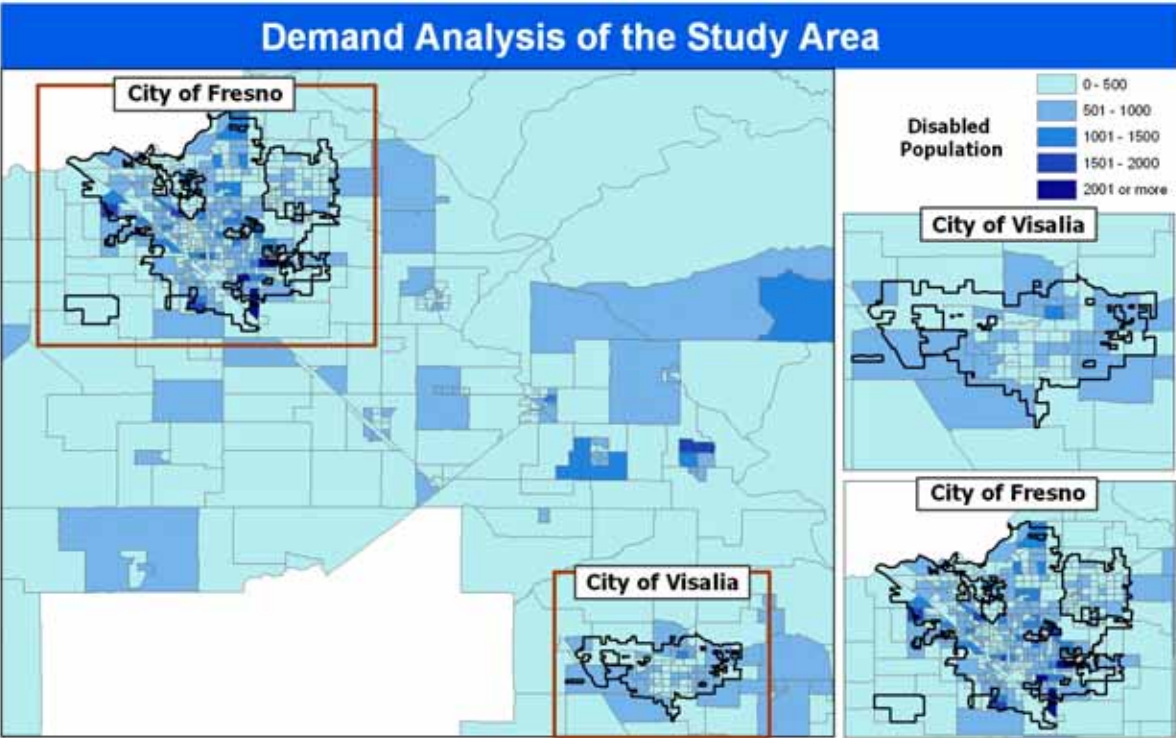 Demand Analysis of the Study Area
City of Fresno
City of Visalia
Disabled
Population
0 - 500
501 - 1000
1001 - 1500
1501 - 2000
2001 or more
City of Visalia
City of Fresno